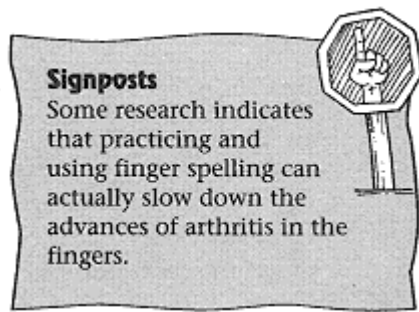 Signposts
Some research indicates
that practicing and
using finger spelling can
actually slow down the
advances of arthritis in the
fingers.